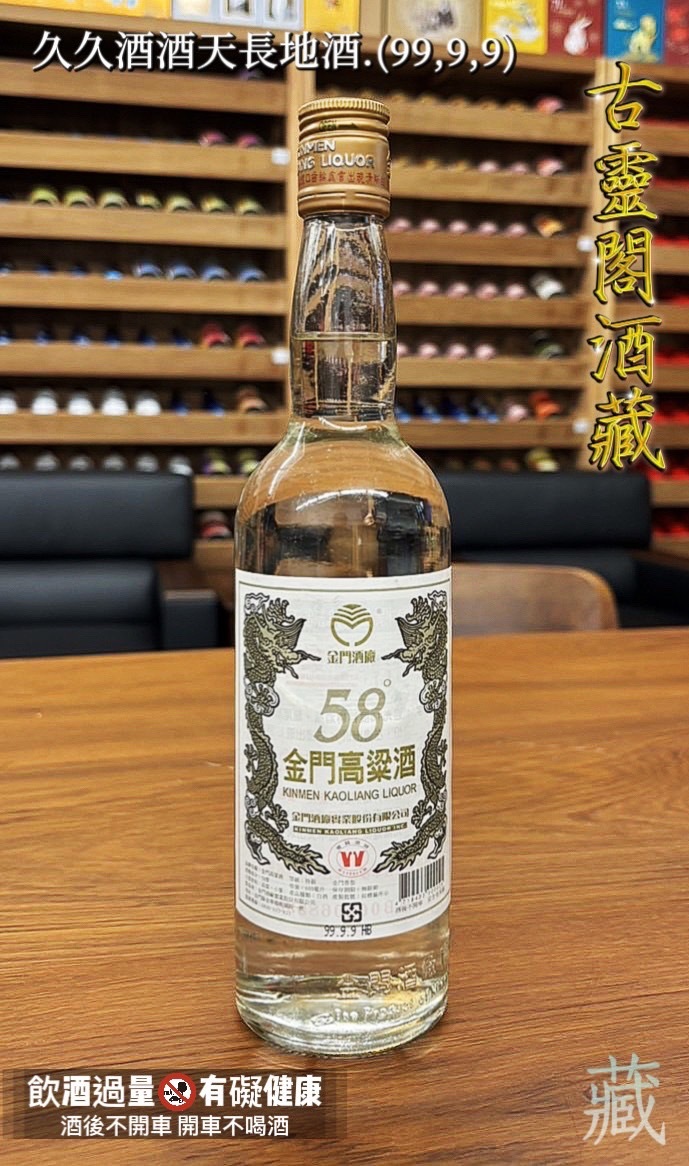 久久酒酒天長地酒.(99,9,9)
古靈閣酒藏
KINMEN
LIQUOR
金門酒廠
58°
金門高粱酒
KINMEN KAOLIANG LIQUOR
金門酒廠實業股份有限公司
KINMEN KAOLIANG LIQUOR INC.
99.9.9 HB
飲酒過量 有礙健康
酒後不開車 開車不喝酒
藏